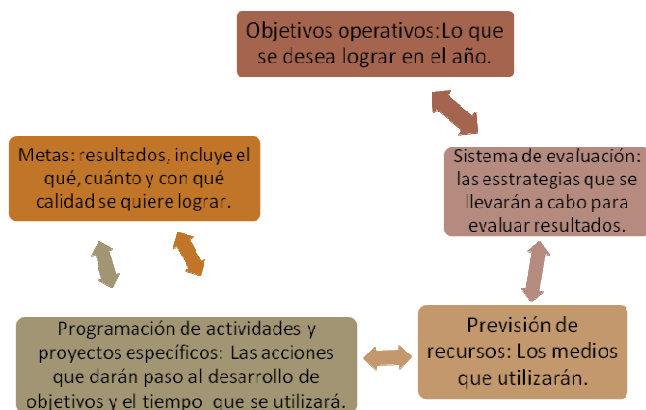 Objetivos operativos:Lo que
se desea lograr en el año.
Metas: resultados, incluye el
qué, cuánto y con qué
calidad se quiere lograr.
Sistema de evaluación:
las esstrategias que se
llevarán a cabo para
evaluar resultados.
Programación de actividades y
proyectos específicos: Las acciones
que darán paso al desarrollo de
objetivos y el tiempo que se utilizará.
Previsión de
recursos: Los medios
que utilizarán.